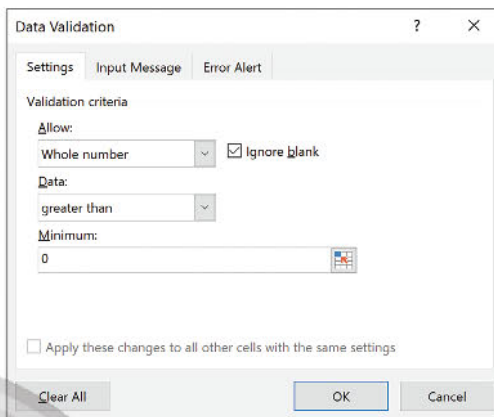 Data Validation ? ×
Settings Input Message Error Alert
Validation criteria
Allow:
Whole number Ignore blank
Data:
greater than
Minimum:
0
Apply these changes to all other cells with the same settings
Clear All OK Cancel